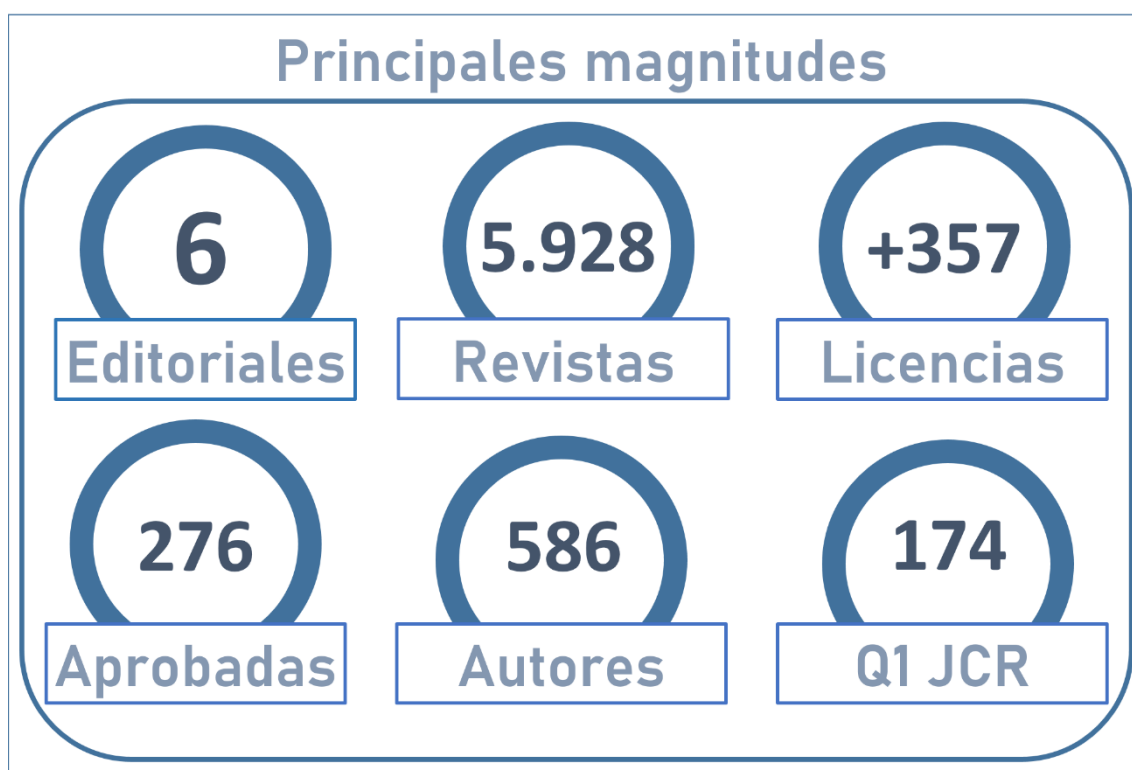 Principales magnitudes
6
Editoriales
5.928
Revistas
+357
Licencias
276
Aprobadas
586
Autores
174
Q1 JCR